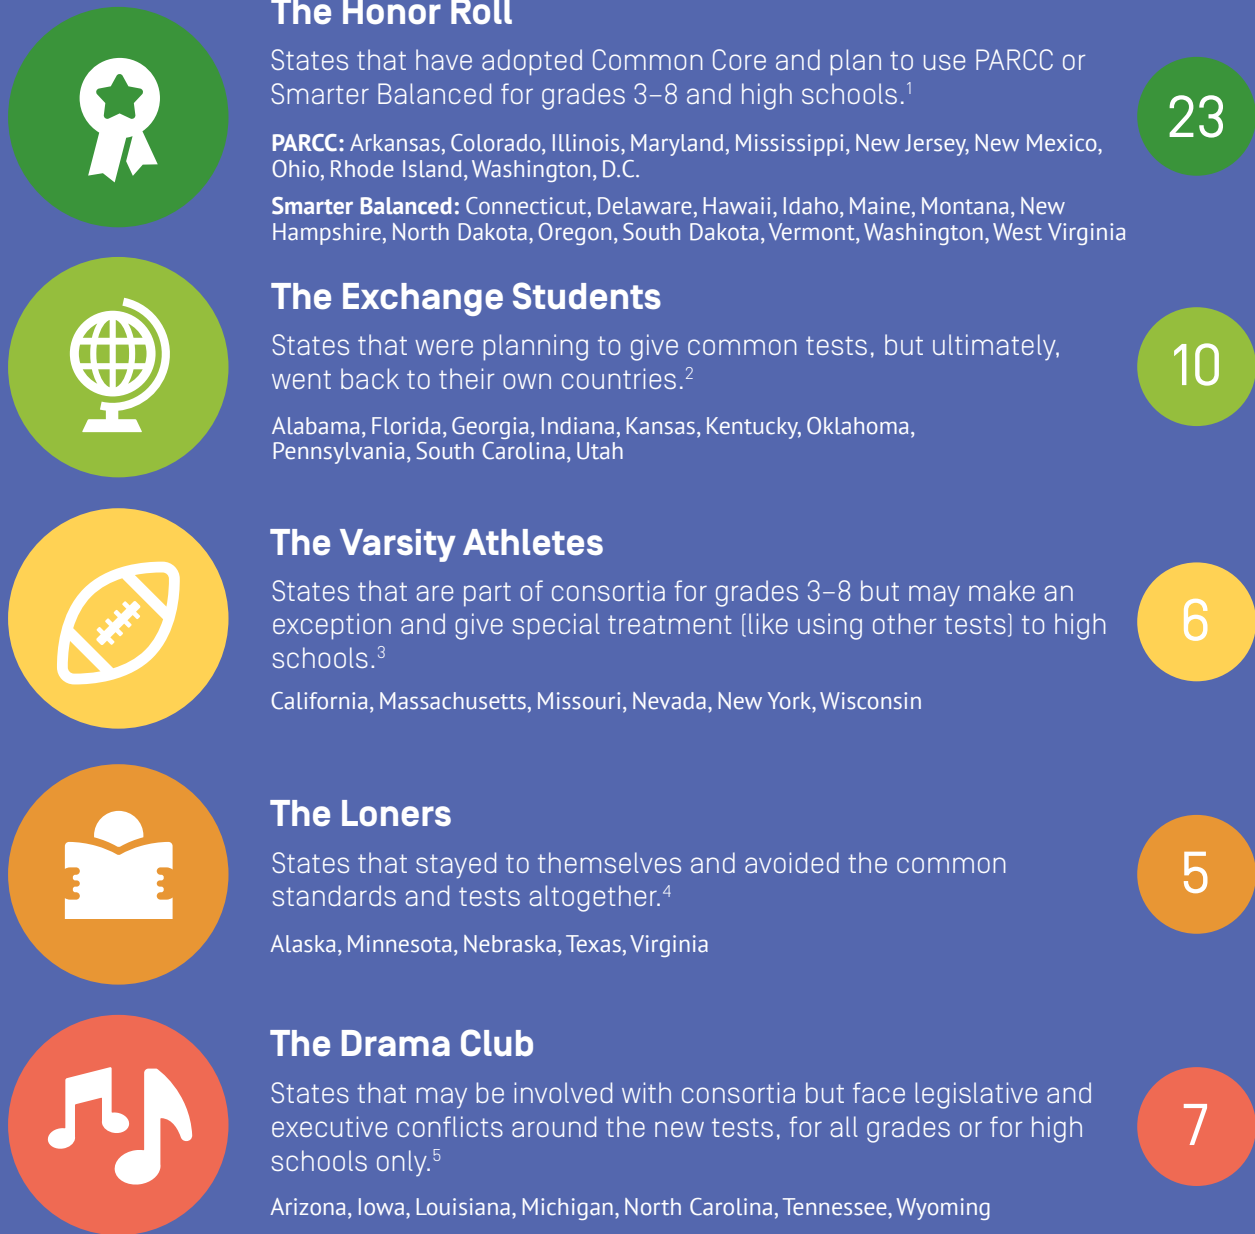 The Honor Roll
States that have adopted Common Core and plan to use PARCC or
Smarter Balanced for grades 3–8 and high schools.1
23
PARCC: Arkansas, Colorado, Illinois, Maryland, Mississippi, New Jersey, New Mexico,
Ohio, Rhode Island, Washington, D.C.
Smarter Balanced: Connecticut, Delaware, Hawaii, Idaho, Maine, Montana, New
Hampshire, North Dakota, Oregon, South Dakota, Vermont, Washington, West Virginia
The Exchange Students
States that were planning to give common tests, but ultimately,
went back to their own countries.2
10
Alabama, Florida, Georgia, Indiana, Kansas, Kentucky, Oklahoma,
Pennsylvania, South Carolina, Utah
The Varsity Athletes
States that are part of consortia for grades 3–8 but may make an
exception and give special treatment (like using other tests) to high
schools.3
6
California, Massachusetts, Missouri, Nevada, New York, Wisconsin
The Loners
States that stayed to themselves and avoided the common
standards and tests altogether.4
5
Alaska, Minnesota, Nebraska, Texas, Virginia
The Drama Club
States that may be involved with consortia but face legislative and
executive conflicts around the new tests, for all grades or for high
schools only.5
7
Arizona, Iowa, Louisiana, Michigan, North Carolina, Tennessee, Wyoming